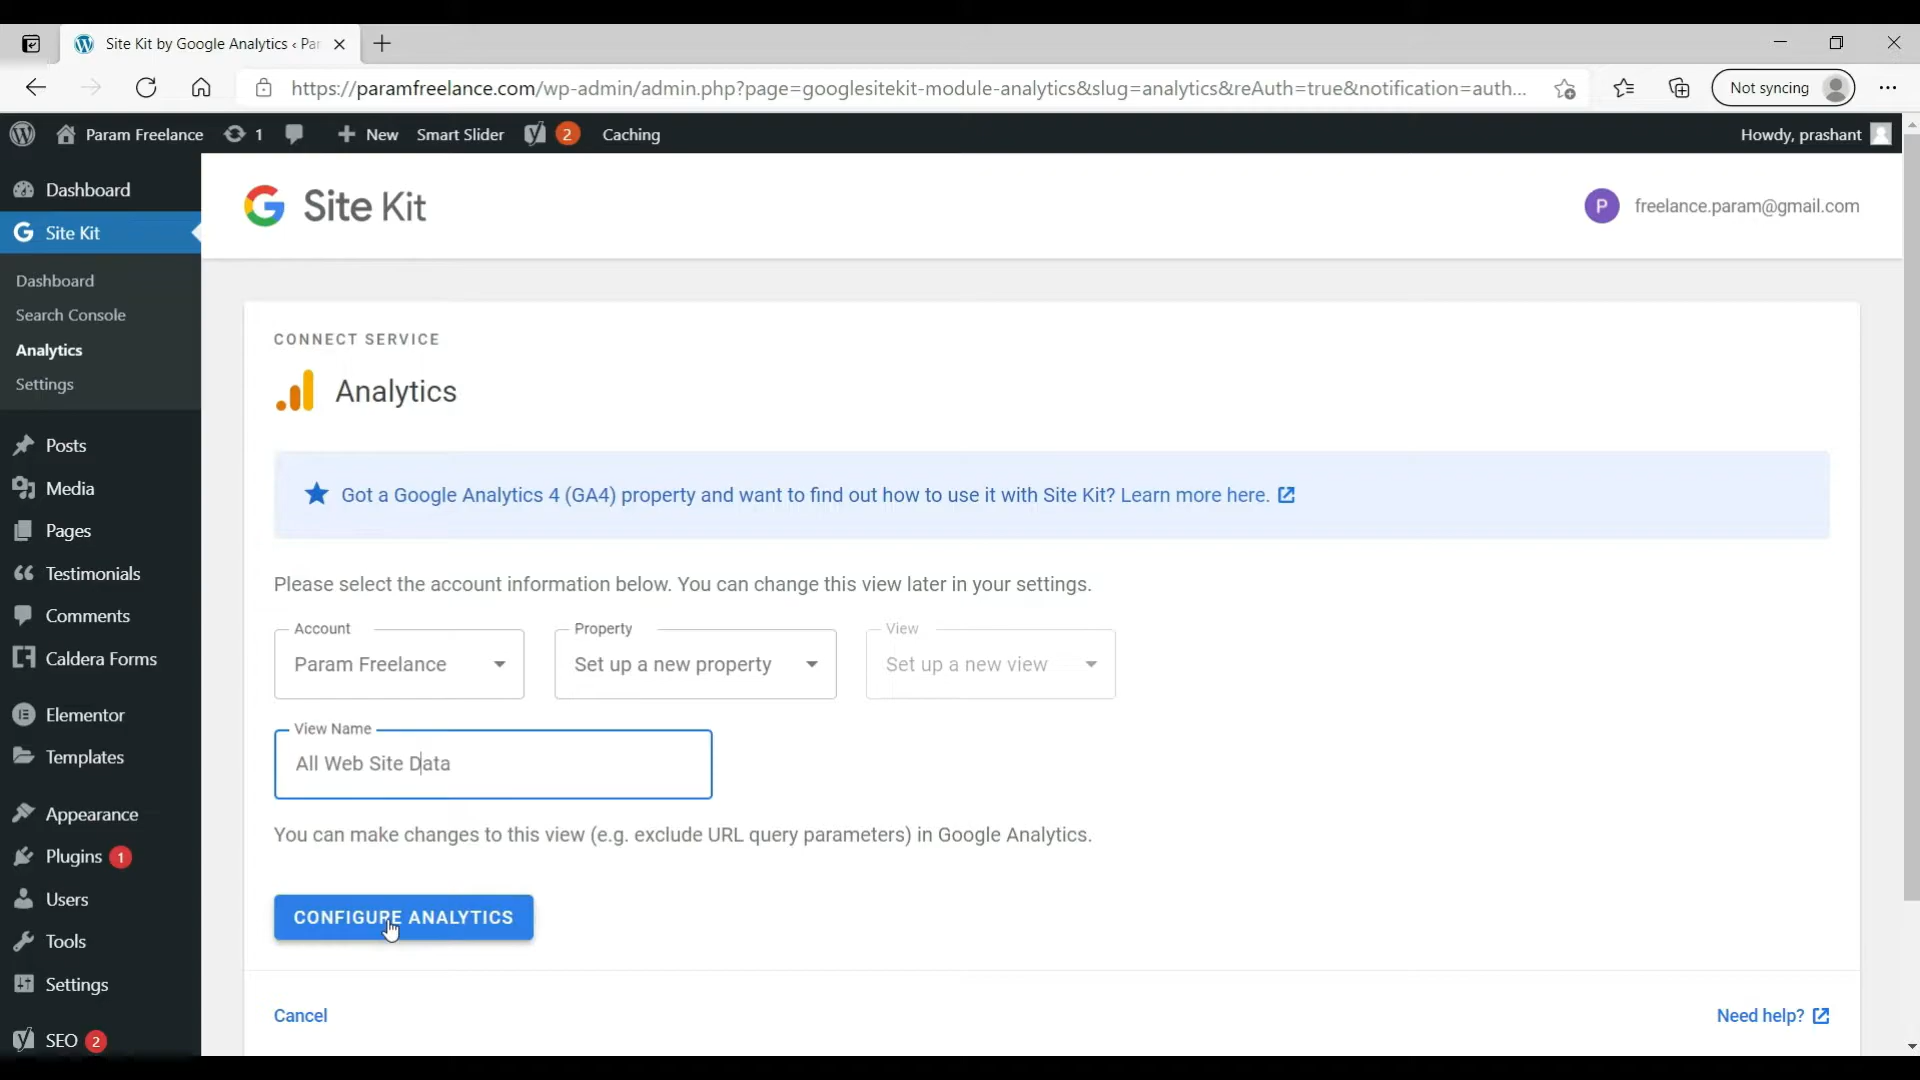 Site Kit by Google Analytics ‹ Par
https://paramfreelance.com/wp-admin/admin.php?page=googlesitekit-module-analytics&slug=analytics&reAuth=true&notification=auth...
Not syncing
Param Freelance
1
New
Smart Slider
2
Caching
Howdy, prashant
Dashboard
Site Kit
Dashboard
Search Console
Analytics
Settings
Posts
Media
Pages
Testimonials
Comments
Caldera Forms
Elementor
Templates
Appearance
Plugins 1
Users
Tools
Settings
SEO 2
Site Kit
P
freelance.param@gmail.com
CONNECT SERVICE
Analytics
Got a Google Analytics 4 (GA4) property and want to find out how to use it with Site Kit? Learn more here.
Please select the account information below. You can change this view later in your settings.
Account
Param Freelance
Property
Set up a new property
View
Set up a new view
View Name
All Web Site Data
You can make changes to this view (e.g. exclude URL query parameters) in Google Analytics.
CONFIGURE ANALYTICS
Cancel
Need help?